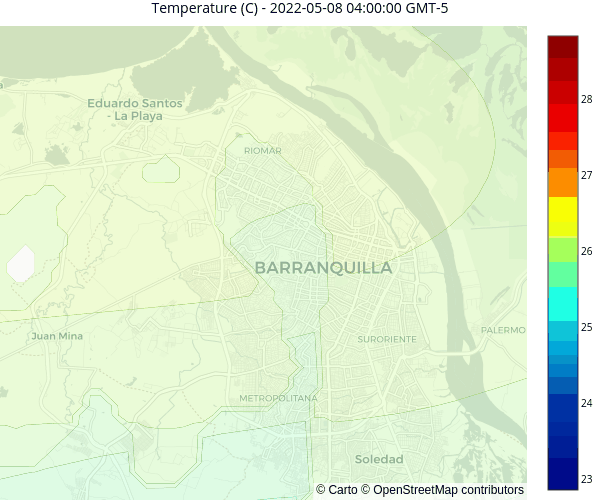 Temperature (C) - 2022-05-08 04:00:00 GMT-5
Eduardo Santos
- La Playa
RIOMAR
BARRANQUILLA
Juan Mina
SURORIENTE
PALERMO
METROPOLITANA
Soledad
© Carto © OpenStreetMap contributors
28
27
26
25
24
23